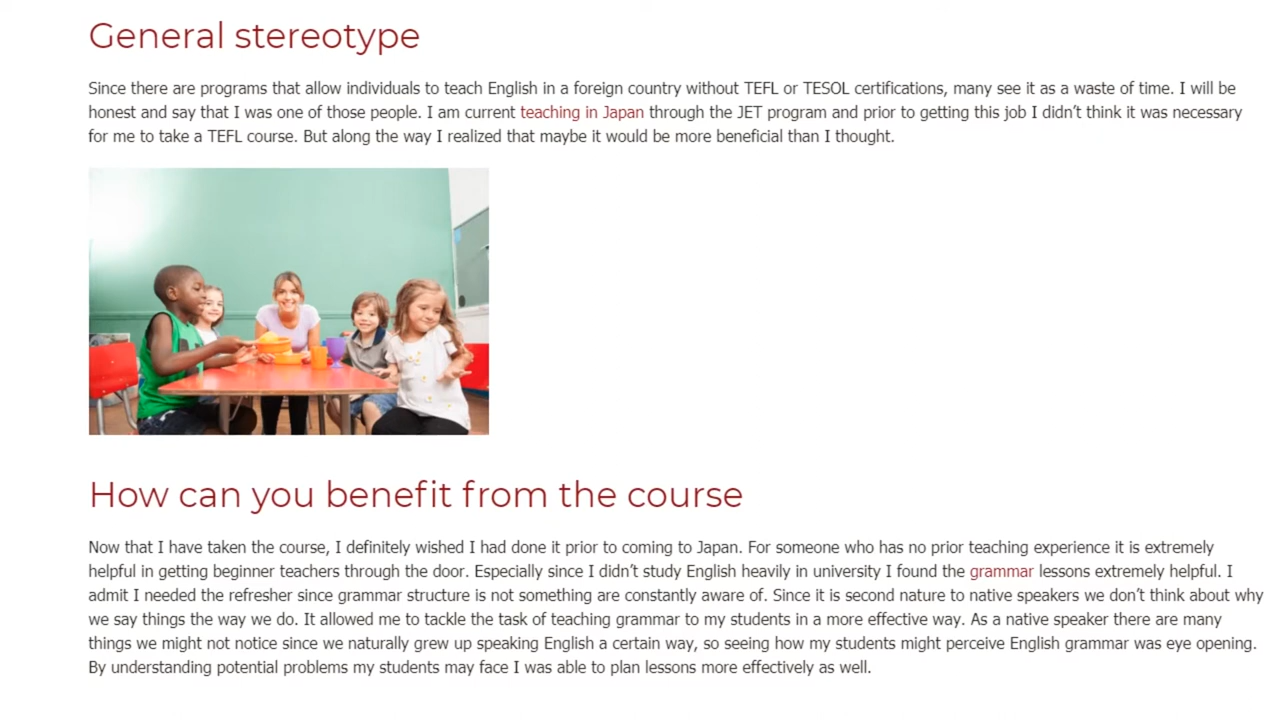 General stereotype
Since there are programs that allow individuals to teach English in a foreign country without TEFL or TESOL certifications, many see it as a waste of time. I will be
honest and say that I was one of those people. I am current teaching in Japan through the JET program and prior to getting this job I didn't think it was necessary
for me to take a TEFL course. But along the way I realized that maybe it would be more beneficial than I thought.
How can you benefit from the course
Now that I have taken the course, I definitely wished I had done it prior to coming to Japan. For someone who has no prior teaching experience it is extremely
helpful in getting beginner teachers through the door. Especially since I didn't study English heavily in university I found the grammar lessons extremely helpful. I
admit I needed the refresher since grammar structure is not something are constantly aware of. Since it is second nature to native speakers we don't think about why
we say things the way we do. It allowed me to tackle the task of teaching grammar to my students in a more effective way. As a native speaker there are many
things we might not notice since we naturally grew up speaking English a certain way, so seeing how my students might perceive English grammar was eye opening.
By understanding potential problems my students may face I was able to plan lessons more effectively as well.